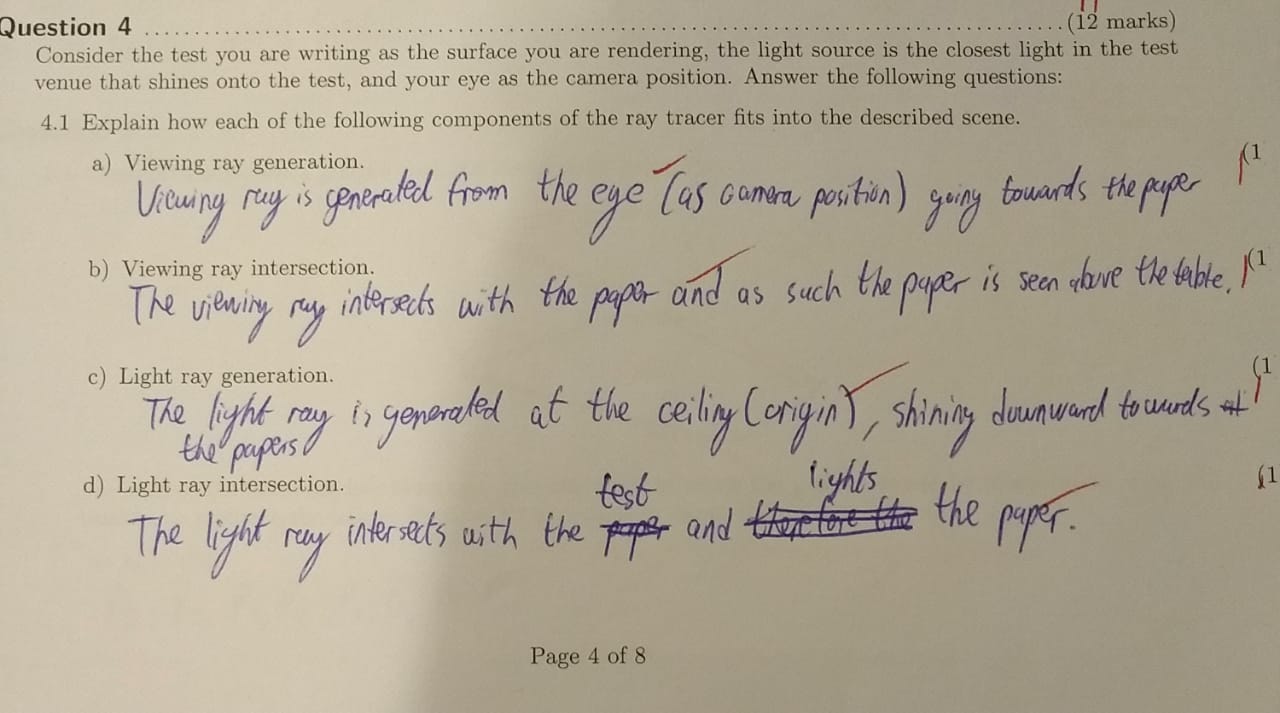 Question 4 (12 marks)
Consider the test you are writing as the surface you are rendering, the light source is the closest light in the test
venue that shines onto the test, and your eye as the camera position. Answer the following questions:
4.1 Explain how each of the following components of the ray tracer fits into the described scene.
a) Viewing ray generation. (1
Viewing ray is generated from the eye (as camera position) going towards the paper
b) Viewing ray intersection. (1
The viewing ray intersects with the paper and as such the paper is seen above the table.
c) Light ray generation. (1
The light ray is generated at the ceiling (origin), shining downward towards
the papers
d) Light ray intersection. (1
test lights
The light ray intersects with the paper and therefore the the paper.
Page 4 of 8